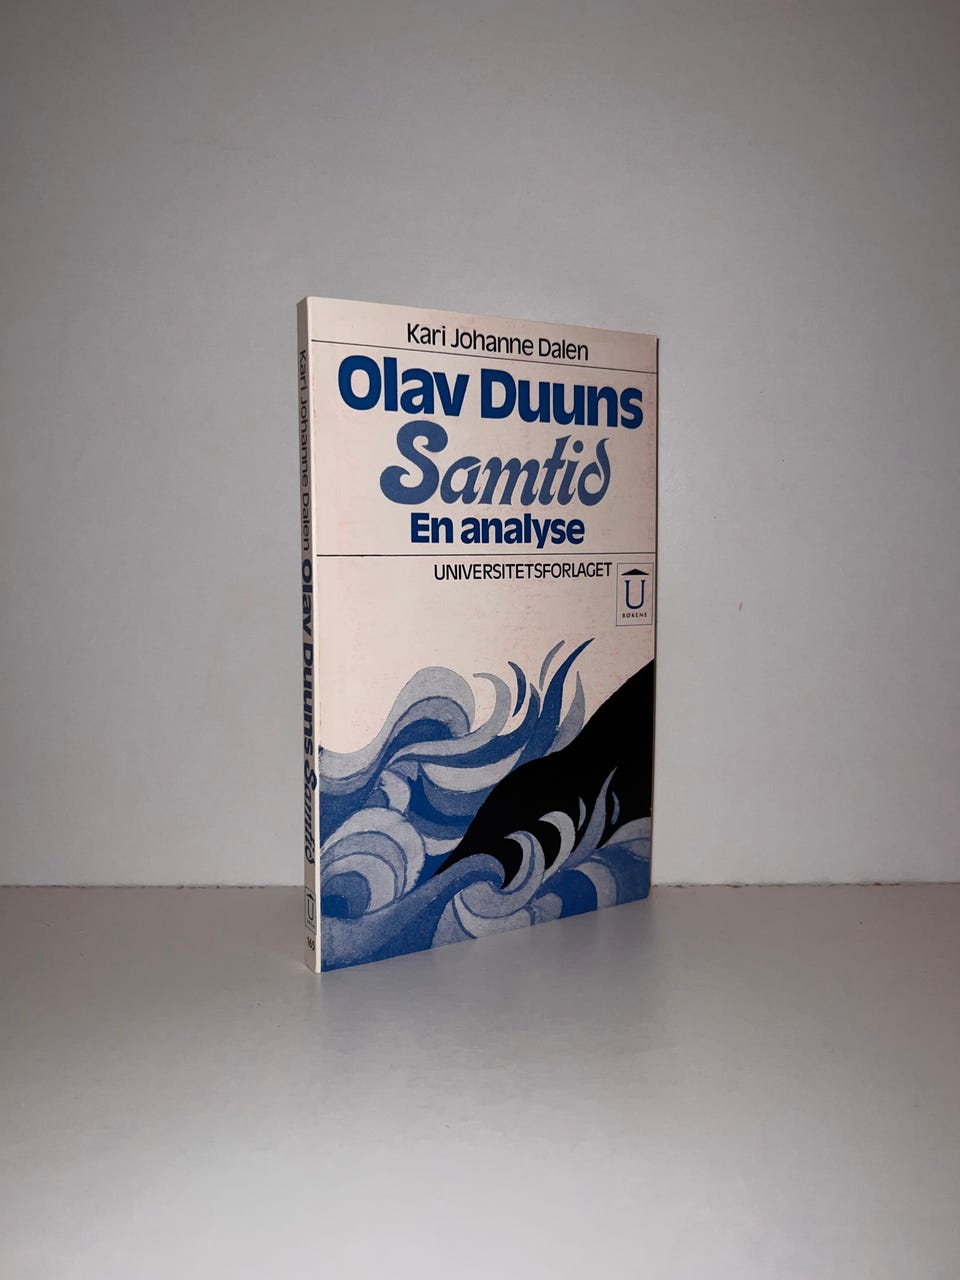 Kari Johanne Dalen
Olav Duuns
Samtid
En analyse
UNIVERSITETSFORLAGET
U
BØKENE
Kari Johanne Dalen Olav Duuns Samtid
U